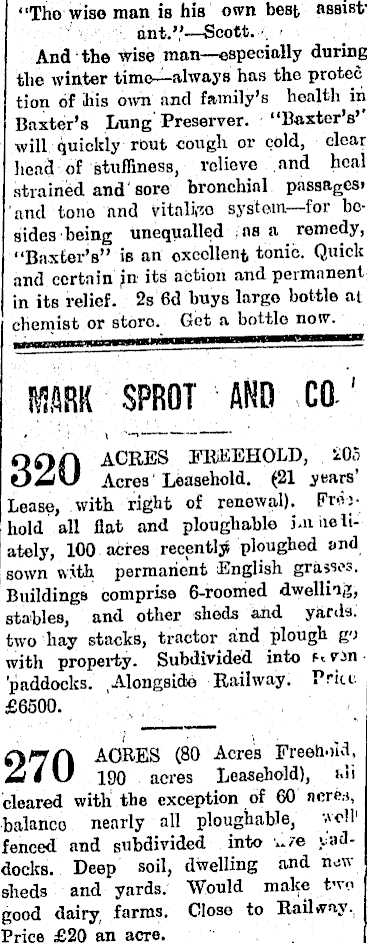 "The wise man is his own best assist-
ant."—Scott.
And the wise man—especially during
the winter time—always has the protec
tion of his own and family's health in
Baxter's Lung Preserver. "Baxter's"
will quickly rout cough or cold, clear
head of stuffiness, relieve and heal
strained and sore bronchial passages,
and tone and vitalize system—for be-
sides being unequalled as a remedy,
"Baxter's" is an excellent tonic. Quick
and certain in its action and permanent
in its relief. 2s 6d buys large bottle at
chemist or store. Get a bottle now.
MARK SPROT AND CO.
320 ACRES FREEHOLD, 205
Acres Leasehold. (21 years'
Lease, with right of renewal). Free-
hold all flat and ploughable immedi-
ately, 100 acres recently ploughed and
sown with permanent English grasses.
Buildings comprise 6-roomed dwelling,
stables, and other sheds and yards.
two hay stacks, tractor and plough go
with property. Subdivided into seven
paddocks. Alongside Railway. Price
£6500.
270 ACRES (80 Acres Freehold,
190 acres Leasehold), all
cleared with the exception of 60 acres,
balance nearly all ploughable, well
fenced and subdivided into pad-
docks. Deep soil, dwelling and new
sheds and yards. Would make two
good dairy farms. Close to Railway.
Price £20 an acre.